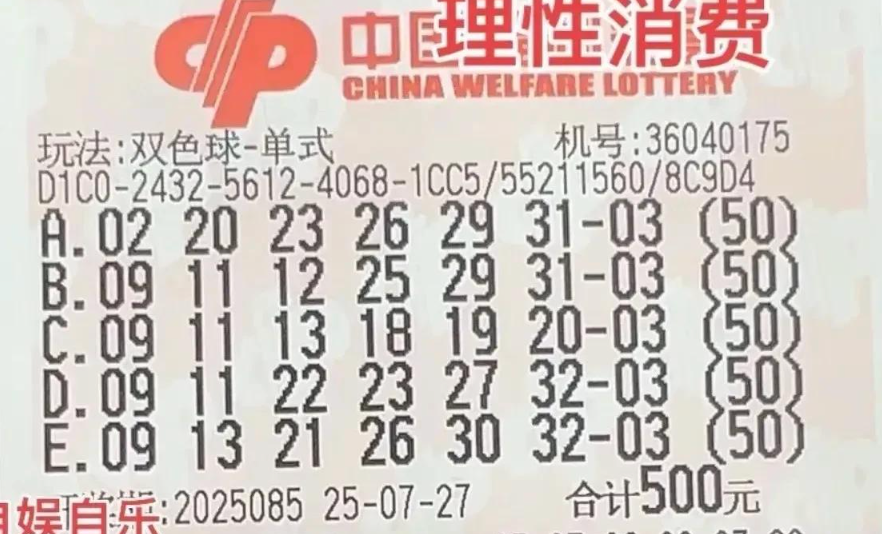 中国
理性消费
CHINA WELFARE LOTTERY
玩法:双色球-单式 机号:36040175
D1C0-2432-5612-4068-1CC5/55211560/8C9D4
A.02 20 23 26 29 31-03 (50)
B.09 11 12 25 29 31-03 (50)
C.09 11 13 18 19 20-03 (50)
D.09 11 22 23 27 32-03 (50)
E.09 13 21 26 30 32-03 (50)
:2025085 25-07-27 合计500元
娱自乐